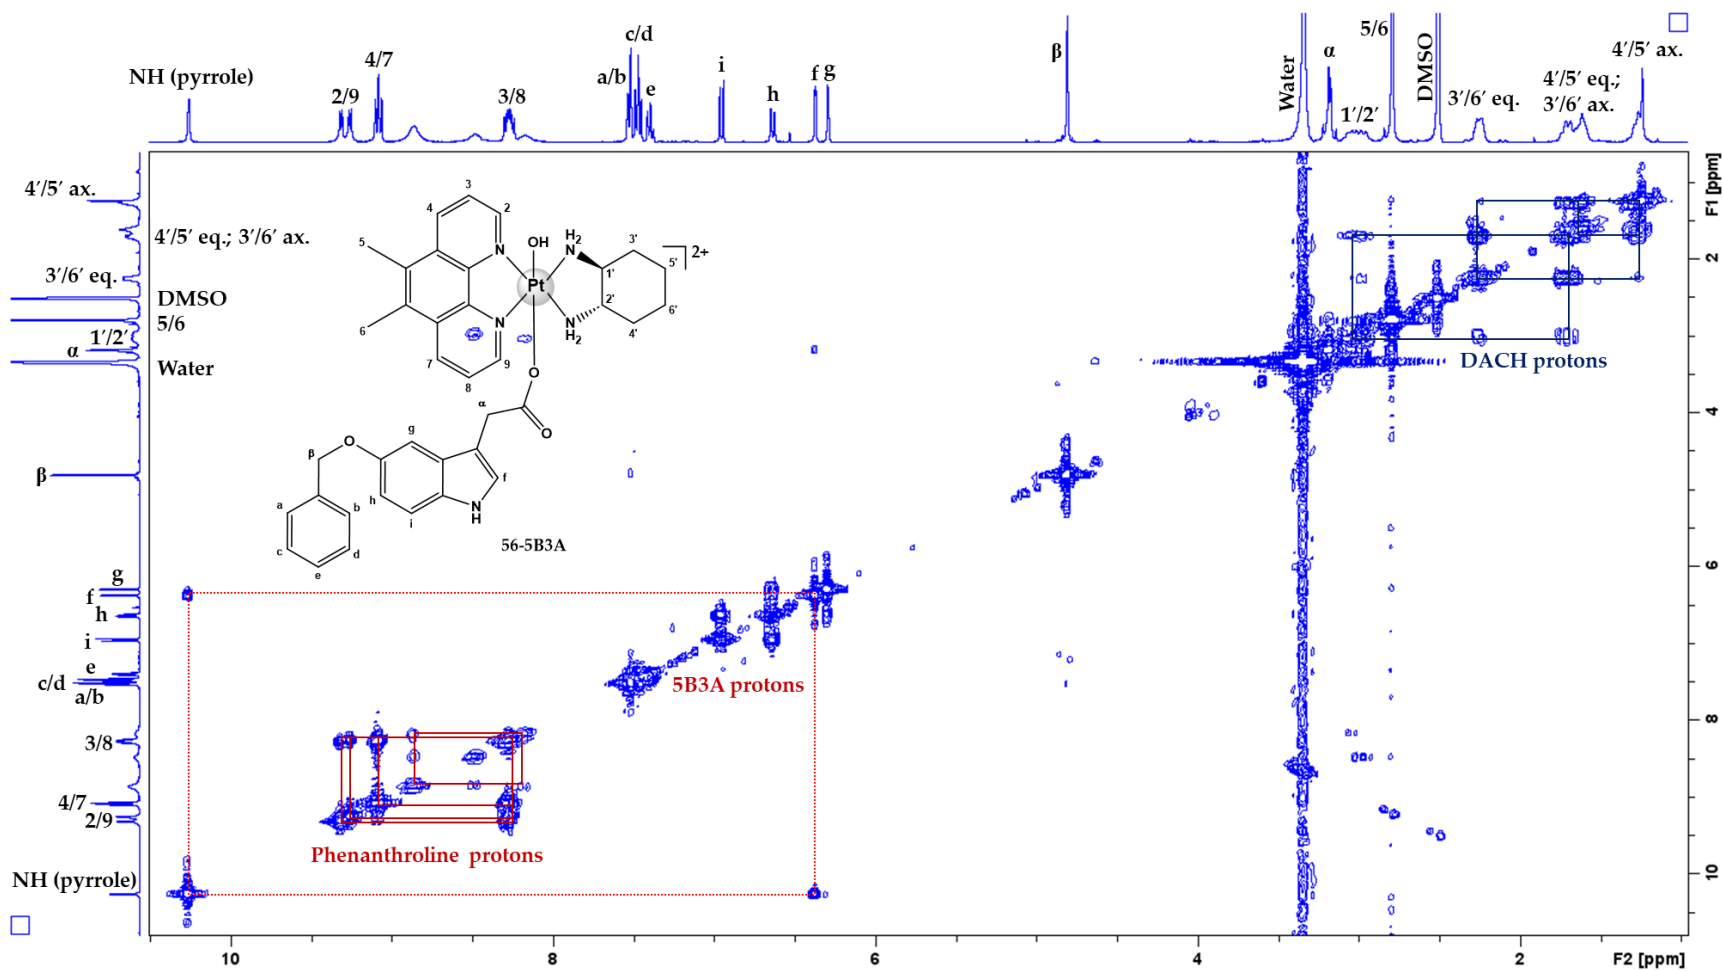 NH (pyrrole)
2/9
4/7
3/8
a/b
c/d
e
i
h
f
g
β
Water
α
1′/2′
5/6
DMSO
3′/6′ eq.
4′/5′ eq.;
3′/6′ ax.
4′/5′ ax.
4′/5′ ax.
4′/5′ eq.; 3′/6′ ax.
3′/6′ eq.
DMSO
5/6
1′/2′
α
Water
β
g
f
h
i
e
c/d
a/b
3/8
4/7
2/9
NH (pyrrole)
3
4
2
5
N
OH
H2
N
3'
]2+
1'
5'
Pt
2'
6'
N
N
H2
4'
6
7
9
8
O
α
O
g
O
β
f
h
N
H
i
a
b
c
d
e
56-5B3A
DACH protons
5B3A protons
Phenanthroline protons
F1 [ppm]
2
4
6
8
10
10
8
6
4
2
F2 [ppm]